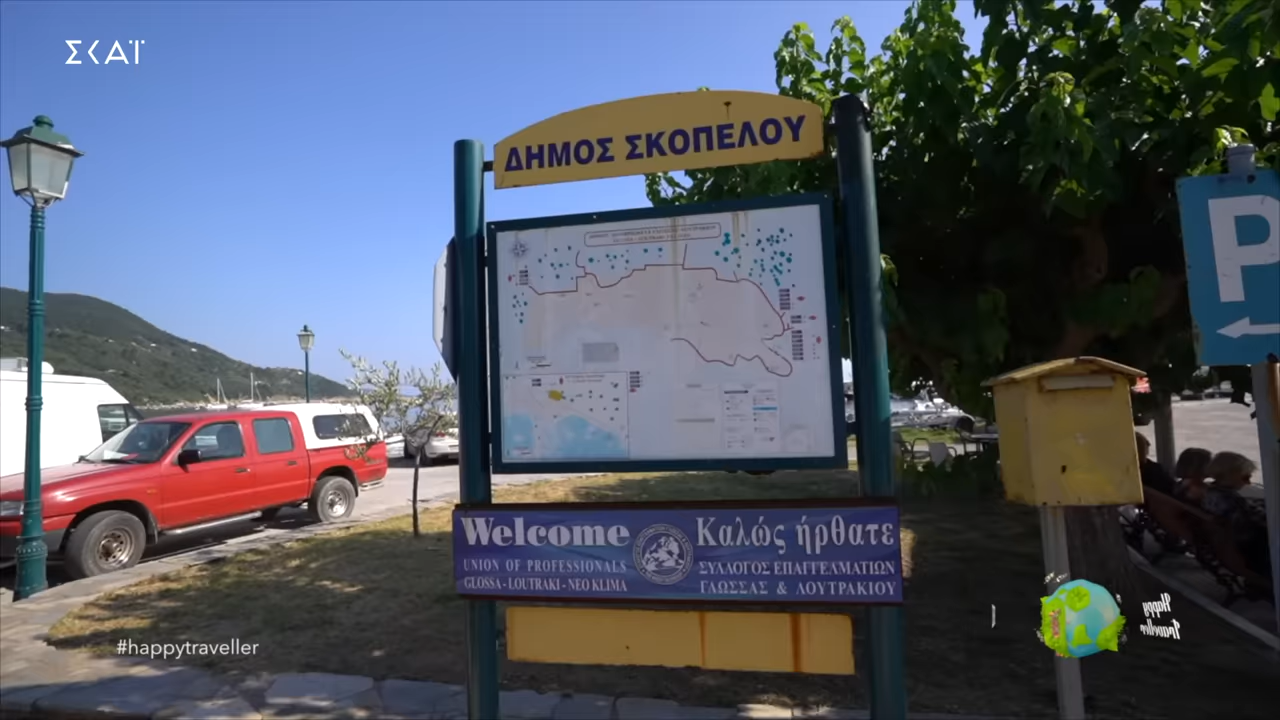 ΣΚΑΪ
ΔΗΜΟΣ ΣΚΟΠΕΛΟΥ
P
Welcome
UNION OF PROFESSIONALS
GLOSSA - LOUTRAKI - NEO KLIMA
Καλώς ήρθατε
ΣΥΛΛΟΓΟΣ ΕΠΑΓΓΕΛΜΑΤΙΩΝ
ΓΛΩΣΣΑΣ & ΛΟΥΤΡΑΚΙΟΥ
#happytraveller
Happy
Traveller